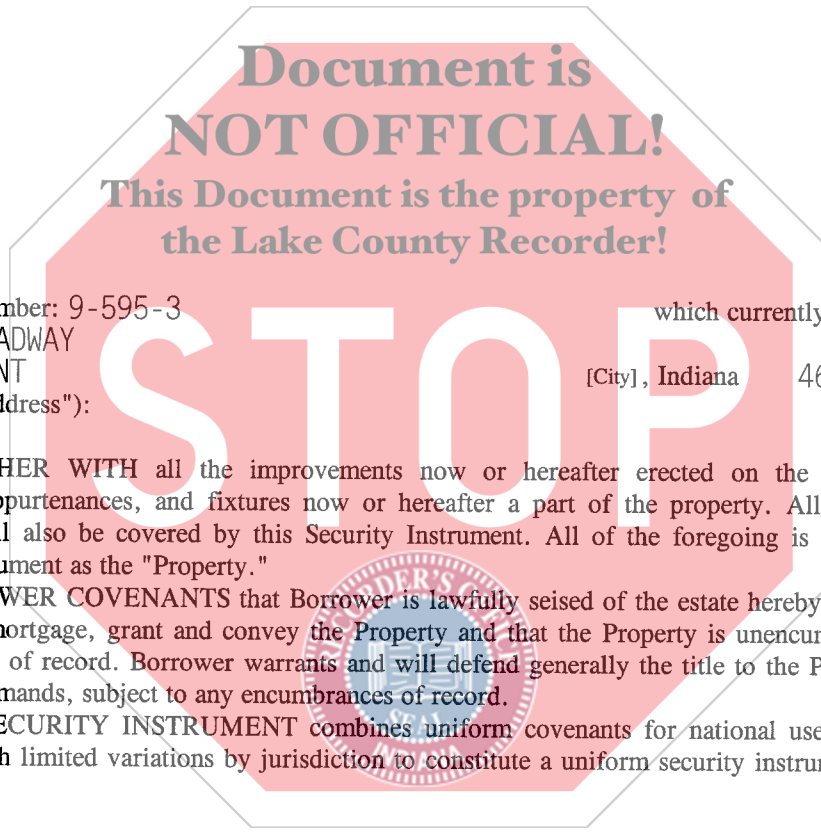 Document is
NOT OFFICIAL!
This Document is the property of
the Lake County Recorder!
mber: 9-595-3 which currently
ADWAY
NT [City], Indiana 46
ddress"):
STOP
HER WITH all the improvements now or hereafter erected on the
ppurtenances, and fixtures now or hereafter a part of the property. All
ll also be covered by this Security Instrument. All of the foregoing is
ument as the "Property."
WER COVENANTS that Borrower is lawfully seised of the estate hereby
mortgage, grant and convey the Property and that the Property is unencum
of record. Borrower warrants and will defend generally the title to the P
mands, subject to any encumbrances of record.
ECURITY INSTRUMENT combines uniform covenants for national use
h limited variations by jurisdiction to constitute a uniform security instrum
SEAL
INDIANA